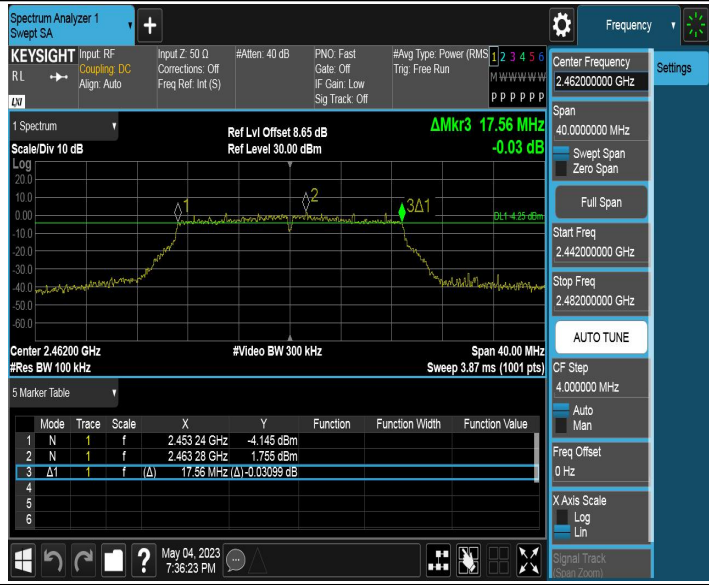 Spectrum Analyzer 1
Swept SA
+
Frequency
KEYSIGHT
RL
LXI
Input: RF
Coupling: DC
Align: Auto
Input Z: 50 Ω
Corrections: Off
Freq Ref: Int (S)
#Atten: 40 dB
PNO: Fast
Gate: Off
IF Gain: Low
Sig Track: Off
#Avg Type: Power (RMS
Trig: Free Run
1 2 3 4 5 6
M W W W W W
P P P P P P
1 Spectrum
Scale/Div 10 dB
Ref Lvl Offset 8.65 dB
Ref Level 30.00 dBm
ΔMkr3 17.56 MHz
-0.03 dB
Log
20.0
10.0
0.00
-10.0
-20.0
-30.0
-40.0
-50.0
-60.0
1
2
3Δ1
DL1 -4.25 dBm
Center 2.46200 GHz
#Res BW 100 kHz
#Video BW 300 kHz
Span 40.00 MHz
Sweep 3.87 ms (1001 pts)
5 Marker Table
Mode Trace Scale X Y Function Function Width Function Value
1 N 1 f 2.453 24 GHz -4.145 dBm
2 N 1 f 2.463 28 GHz 1.755 dBm
3 Δ1 1 f (Δ) 17.56 MHz (Δ) -0.03099 dB
4
5
6
May 04, 2023
7:36:23 PM
?
Settings
Center Frequency
2.462000000 GHz
Span
40.0000000 MHz
Swept Span
Zero Span
Full Span
Start Freq
2.442000000 GHz
Stop Freq
2.482000000 GHz
AUTO TUNE
CF Step
4.000000 MHz
Auto
Man
Freq Offset
0 Hz
X Axis Scale
Log
Lin
Signal Track
(Span Zoom)